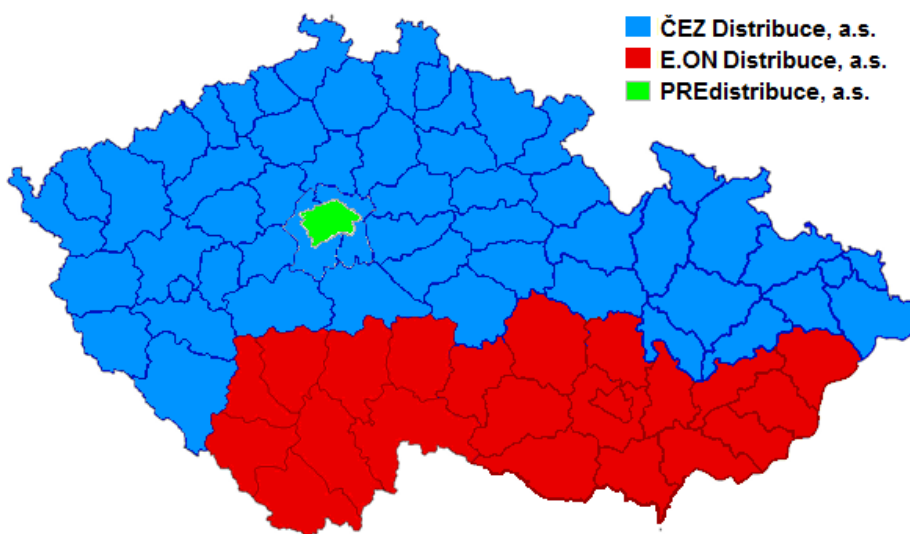 ČEZ Distribuce, a.s.
E.ON Distribuce, a.s.
PREdistribuce, a.s.